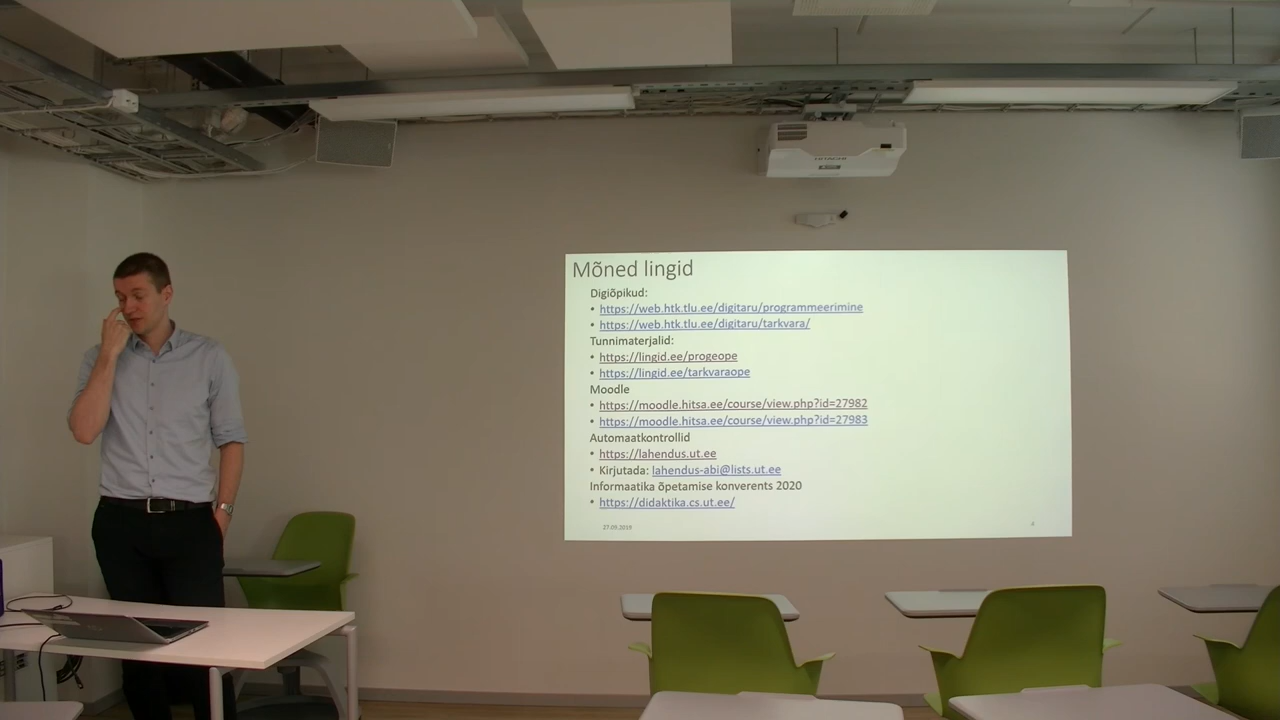 HITACHI
Mõned lingid
Digiõpikud:
• https://web.htk.tlu.ee/digitaru/programmeerimine
• https://web.htk.tlu.ee/digitaru/tarkvara/
Tunnimaterjalid:
• https://lingid.ee/progeope
• https://lingid.ee/tarkvaraope
Moodle
• https://moodle.hitsa.ee/course/view.php?id=27982
• https://moodle.hitsa.ee/course/view.php?id=27983
Automaatkontrollid
• https://lahendus.ut.ee
• Kirjutada: lahendus-abi@lists.ut.ee
Informaatika õpetamise konverents 2020
• https://didaktika.cs.ut.ee/
27.09.2019